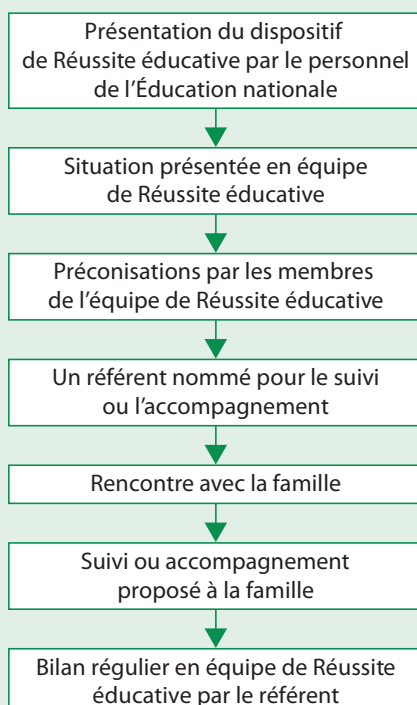 Présentation du dispositif
de Réussite éducative par le personnel
de l’Éducation nationale
Situation présentée en équipe
de Réussite éducative
Préconisations par les membres
de l’équipe de Réussite éducative
Un référent nommé pour le suivi
ou l’accompagnement
Rencontre avec la famille
Suivi ou accompagnement
proposé à la famille
Bilan régulier en équipe de Réussite
éducative par le référent